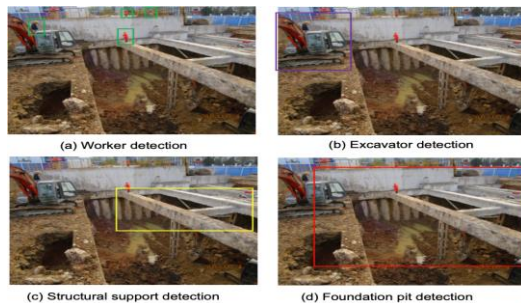 (a) Worker detection
(b) Excavator detection
(c) Structural support detection
(d) Foundation pit detection